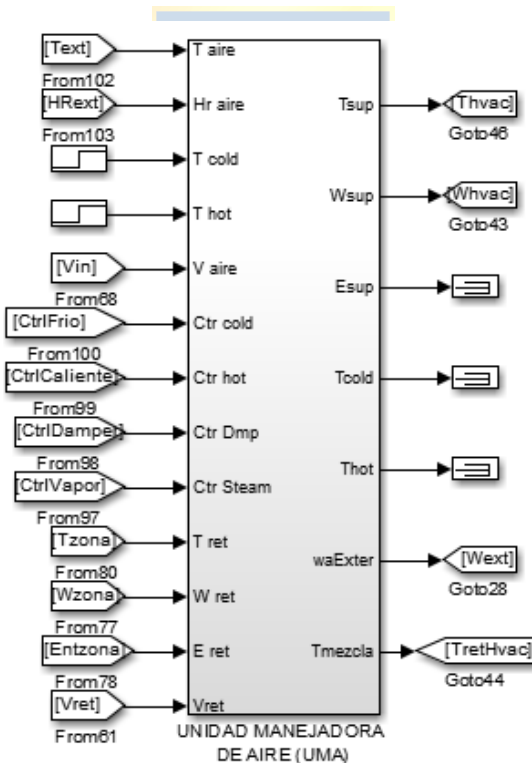 [Text]
T aire
From102
[HRext]
Hr aire
Tsup
[Thvac]
From103
Goto46
T cold
T hot
Wsup
[Whvac]
Goto43
[Vin]
V aire
From68
Esup
[CtrlFrio]
Ctr cold
From100
[CtrlCaliente]
Ctr hot
Tcold
From99
[CtrlDamper]
Ctr Dmp
From98
Thot
[CtrlVapor]
Ctr Steam
From97
[Tzona]
T ret
waExter
[Wext]
From80
Goto28
[Wzona]
W ret
From77
[Entzona]
E ret
Tmezcla
[TretHvac]
From78
Goto44
[Vret]
Vret
From61
UNIDAD MANEJADORA
DE AIRE (UMA)